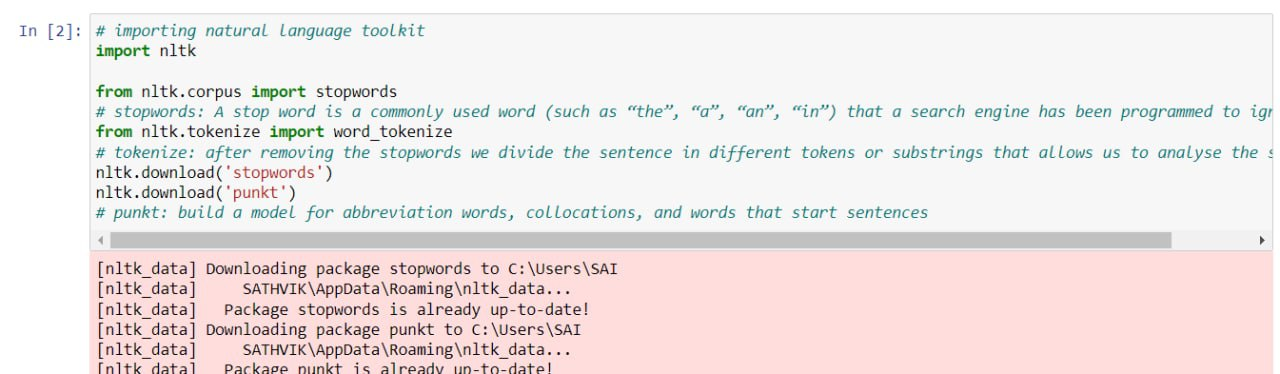 In [2]: # importing natural language toolkit
import nltk
from nltk.corpus import stopwords
# stopwords: A stop word is a commonly used word (such as “the”, “a”, “an”, “in”) that a search engine has been programmed to
from nltk.tokenize import word_tokenize
# tokenize: after removing the stopwords we divide the sentence in different tokens or substrings that allows us to analyse the
nltk.download('stopwords')
nltk.download('punkt')
# punkt: build a model for abbreviation words, collocations, and words that start sentences
[nltk_data] Downloading package stopwords to C:\Users\SAI
[nltk_data]     SATHVIK\AppData\Roaming\nltk_data...
[nltk_data]   Package stopwords is already up-to-date!
[nltk_data] Downloading package punkt to C:\Users\SAI
[nltk_data]     SATHVIK\AppData\Roaming\nltk_data...
[nltk_data]   Package punkt is already up-to-date!